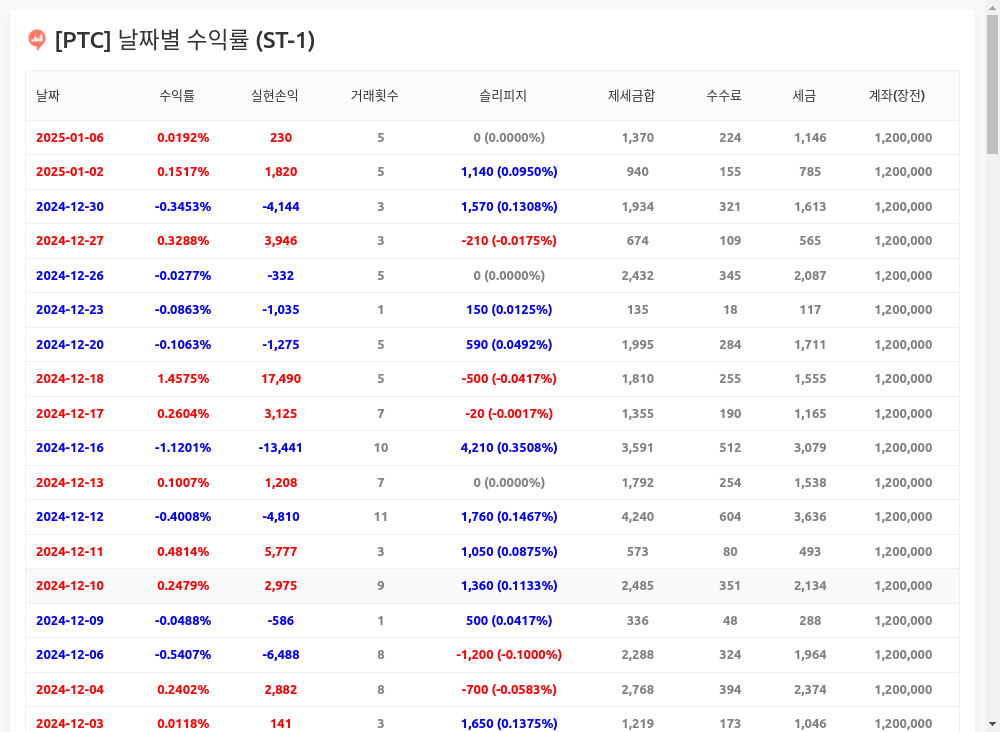 [PTC] 날짜별 수익률 (ST-1)
날짜 수익률 실현손익 거래횟수 슬리피지 제세금합 수수료 세금 계좌(장전)
2025-01-06 0.0192% 230 5 0 (0.0000%) 1,370 224 1,146 1,200,000
2025-01-02 0.1517% 1,820 5 1,140 (0.0950%) 940 155 785 1,200,000
2024-12-30 -0.3453% -4,144 3 1,570 (0.1308%) 1,934 321 1,613 1,200,000
2024-12-27 0.3288% 3,946 3 -210 (-0.0175%) 674 109 565 1,200,000
2024-12-26 -0.0277% -332 5 0 (0.0000%) 2,432 345 2,087 1,200,000
2024-12-23 -0.0863% -1,035 1 150 (0.0125%) 135 18 117 1,200,000
2024-12-20 -0.1063% -1,275 5 590 (0.0492%) 1,995 284 1,711 1,200,000
2024-12-18 1.4575% 17,490 5 -500 (-0.0417%) 1,810 255 1,555 1,200,000
2024-12-17 0.2604% 3,125 7 -20 (-0.0017%) 1,355 190 1,165 1,200,000
2024-12-16 -1.1201% -13,441 10 4,210 (0.3508%) 3,591 512 3,079 1,200,000
2024-12-13 0.1007% 1,208 7 0 (0.0000%) 1,792 254 1,538 1,200,000
2024-12-12 -0.4008% -4,810 11 1,760 (0.1467%) 4,240 604 3,636 1,200,000
2024-12-11 0.4814% 5,777 3 1,050 (0.0875%) 573 80 493 1,200,000
2024-12-10 0.2479% 2,975 9 1,360 (0.1133%) 2,485 351 2,134 1,200,000
2024-12-09 -0.0488% -586 1 500 (0.0417%) 336 48 288 1,200,000
2024-12-06 -0.5407% -6,488 8 -1,200 (-0.1000%) 2,288 324 1,964 1,200,000
2024-12-04 0.2402% 2,882 8 -700 (-0.0583%) 2,768 394 2,374 1,200,000
2024-12-03 0.0118% 141 3 1,650 (0.1375%) 1,219 173 1,046 1,200,000